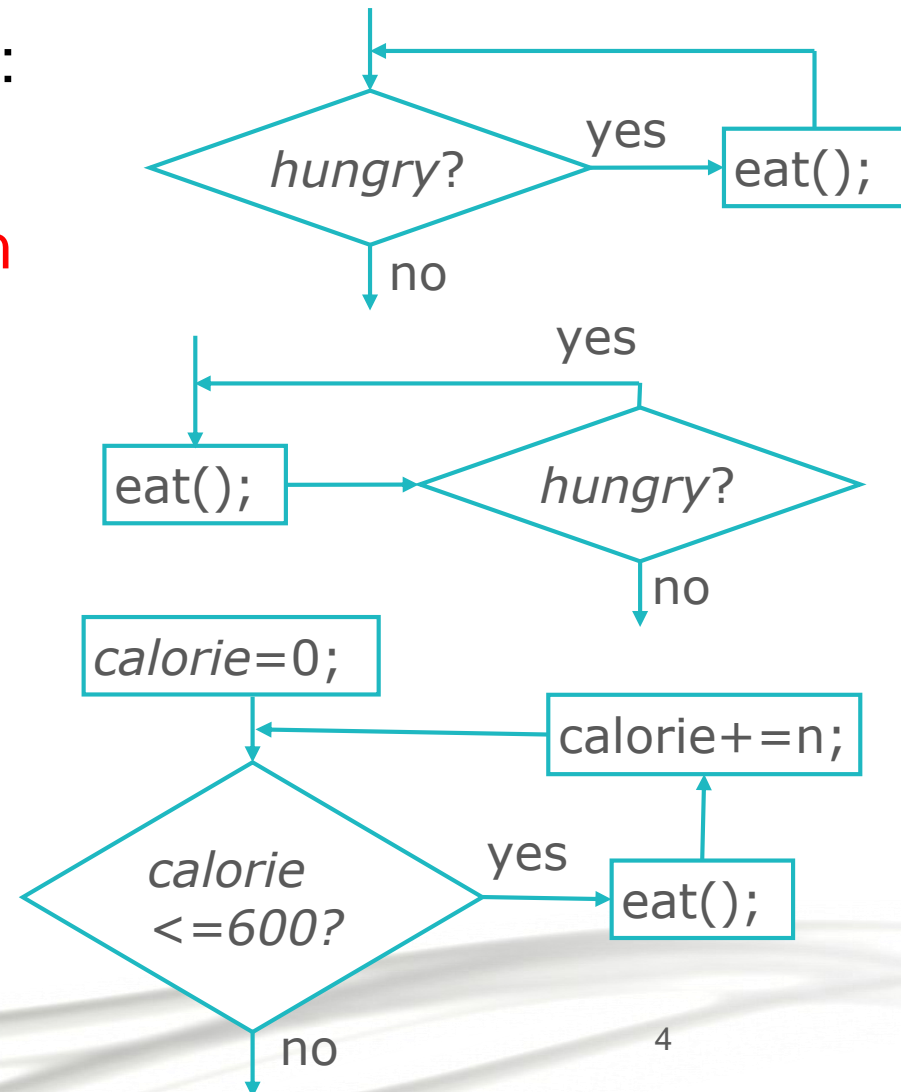 :
hungry?
yes
eat();
n
no
yes
eat();
hungry?
no
calorie=0;
calorie+=n;
calorie
<=600?
yes
eat();
no
4